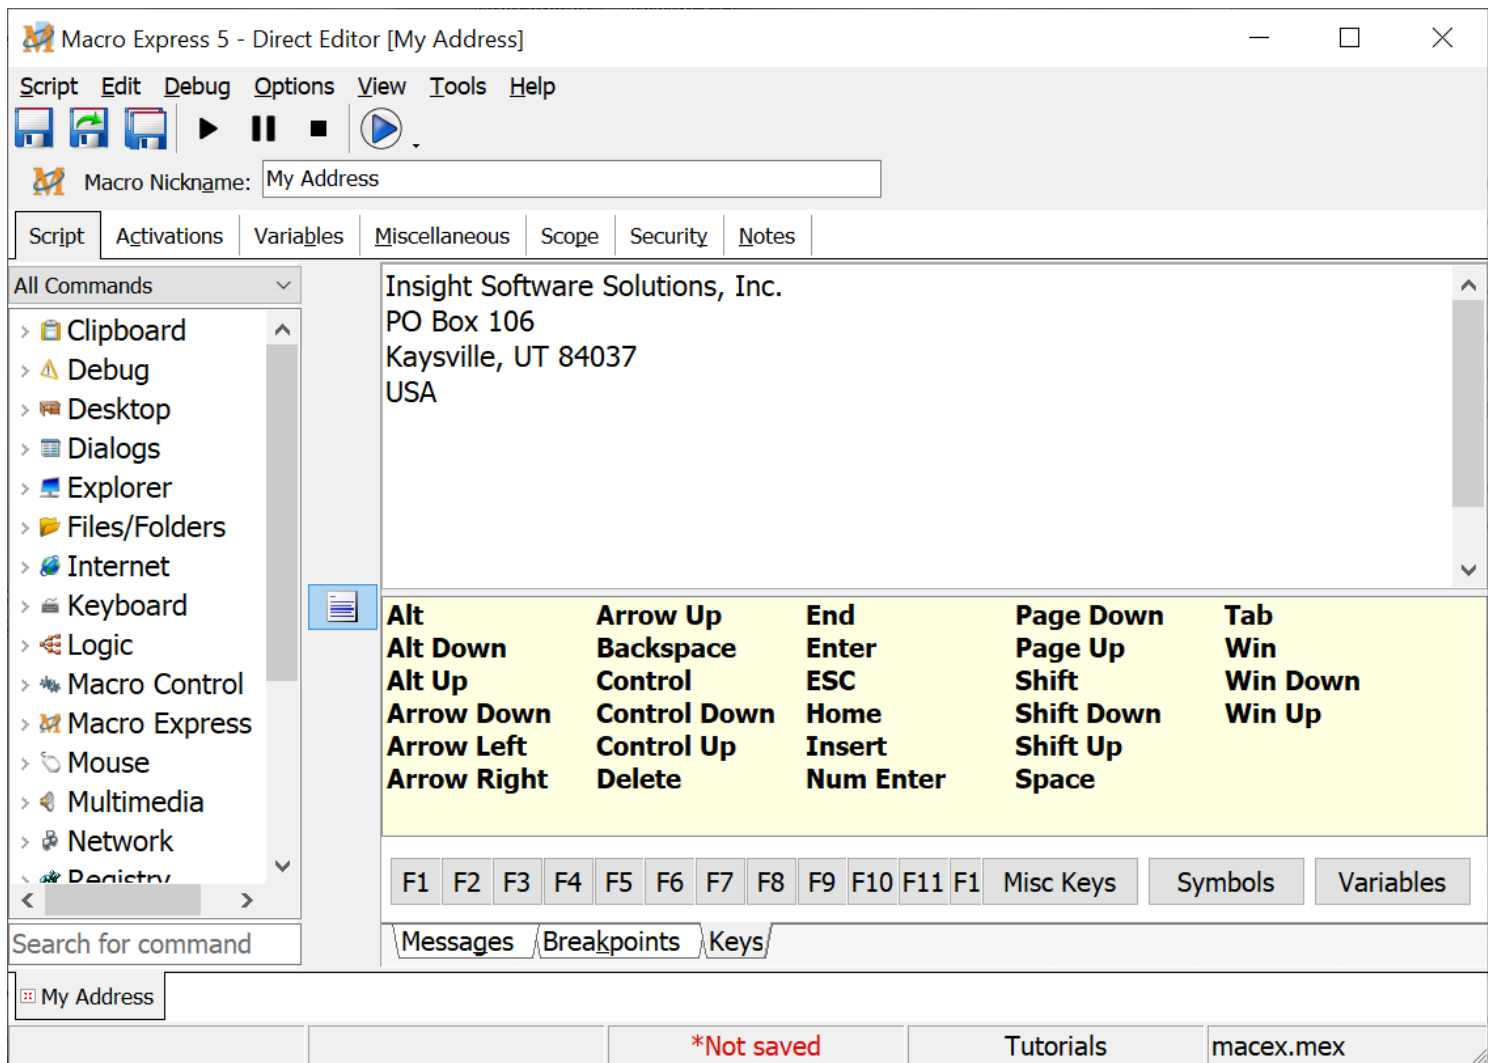 Macro Express 5 - Direct Editor [My Address]
Script Edit Debug Options View Tools Help
Macro Nickname: My Address
Script Activations Variables Miscellaneous Scope Security Notes
All Commands
Clipboard
Debug
Desktop
Dialogs
Explorer
Files/Folders
Internet
Keyboard
Logic
Macro Control
Macro Express
Mouse
Multimedia
Network
Registry
Search for command
Insight Software Solutions, Inc.
PO Box 106
Kaysville, UT 84037
USA
Alt Arrow Up End Page Down Tab
Alt Down Backspace Enter Page Up Win
Alt Up Control ESC Shift Win Down
Arrow Down Control Down Home Shift Down Win Up
Arrow Left Control Up Insert Shift Up
Arrow Right Delete Num Enter Space
F1 F2 F3 F4 F5 F6 F7 F8 F9 F10 F11 F1 Misc Keys Symbols Variables
Messages Breakpoints Keys
My Address
*Not saved Tutorials macex.mex